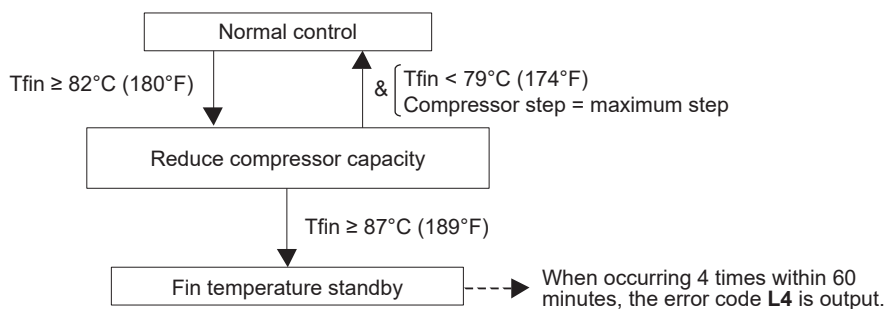 Normal control
Tfin ≥ 82°C (180°F)
& Tfin < 79°C (174°F)
Compressor step = maximum step
Reduce compressor capacity
Tfin ≥ 87°C (189°F)
Fin temperature standby
When occurring 4 times within 60
minutes, the error code L4 is output.